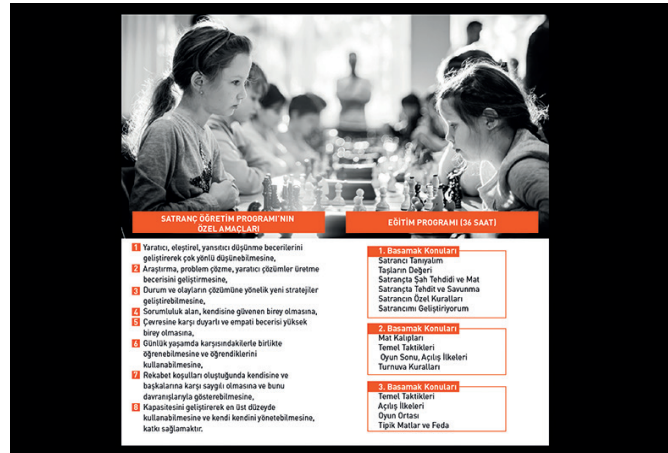 SATRANÇ ÖĞRETİM PROGRAMI'NIN
ÖZEL AMAÇLARI
1 Yaratıcı, eleştirel, yansıtıcı düşünme becerilerini
geliştirerek çok yönlü düşünebilmesine,
2 Araştırma, problem çözme, yaratıcı çözümler üretme
becerisini geliştirmesine,
3 Durum ve olayların çözümüne yönelik yeni stratejiler
geliştirebilmesine,
4 Sorumluluk alan, kendisine güvenen birey olmasına,
5 Çevresine karşı duyarlı ve empati becerisi yüksek
birey olmasına,
6 Günlük yaşamda karşısındakilerle birlikte
öğrenebilmesine ve öğrendiklerini
kullanabilmesine,
7 Rekabet koşulları oluştuğunda kendisine ve
başkalarına karşı saygılı olmasına ve bunu
davranışlarıyla gösterebilmesine,
8 Kapasitesini geliştirerek en üst düzeyde
kullanabilmesine ve kendi kendini yönetebilmesine,
katkı sağlamaktır.
EĞİTİM PROGRAMI (36 SAAT)
1. Basamak Konuları
Satrancı Tanıyalım
Taşların Değeri
Satrançta Şah Tehdidi ve Mat
Satrançta Tehdit ve Savunma
Satrancın Özel Kuralları
Satrancımı Geliştiriyorum
2. Basamak Konuları
Mat Kalıpları
Temel Taktikleri
Oyun Sonu, Açılış İlkeleri
Turnuva Kuralları
3. Basamak Konuları
Temel Taktikleri
Açılış İlkeleri
Oyun Ortası
Tipik Matlar ve Feda